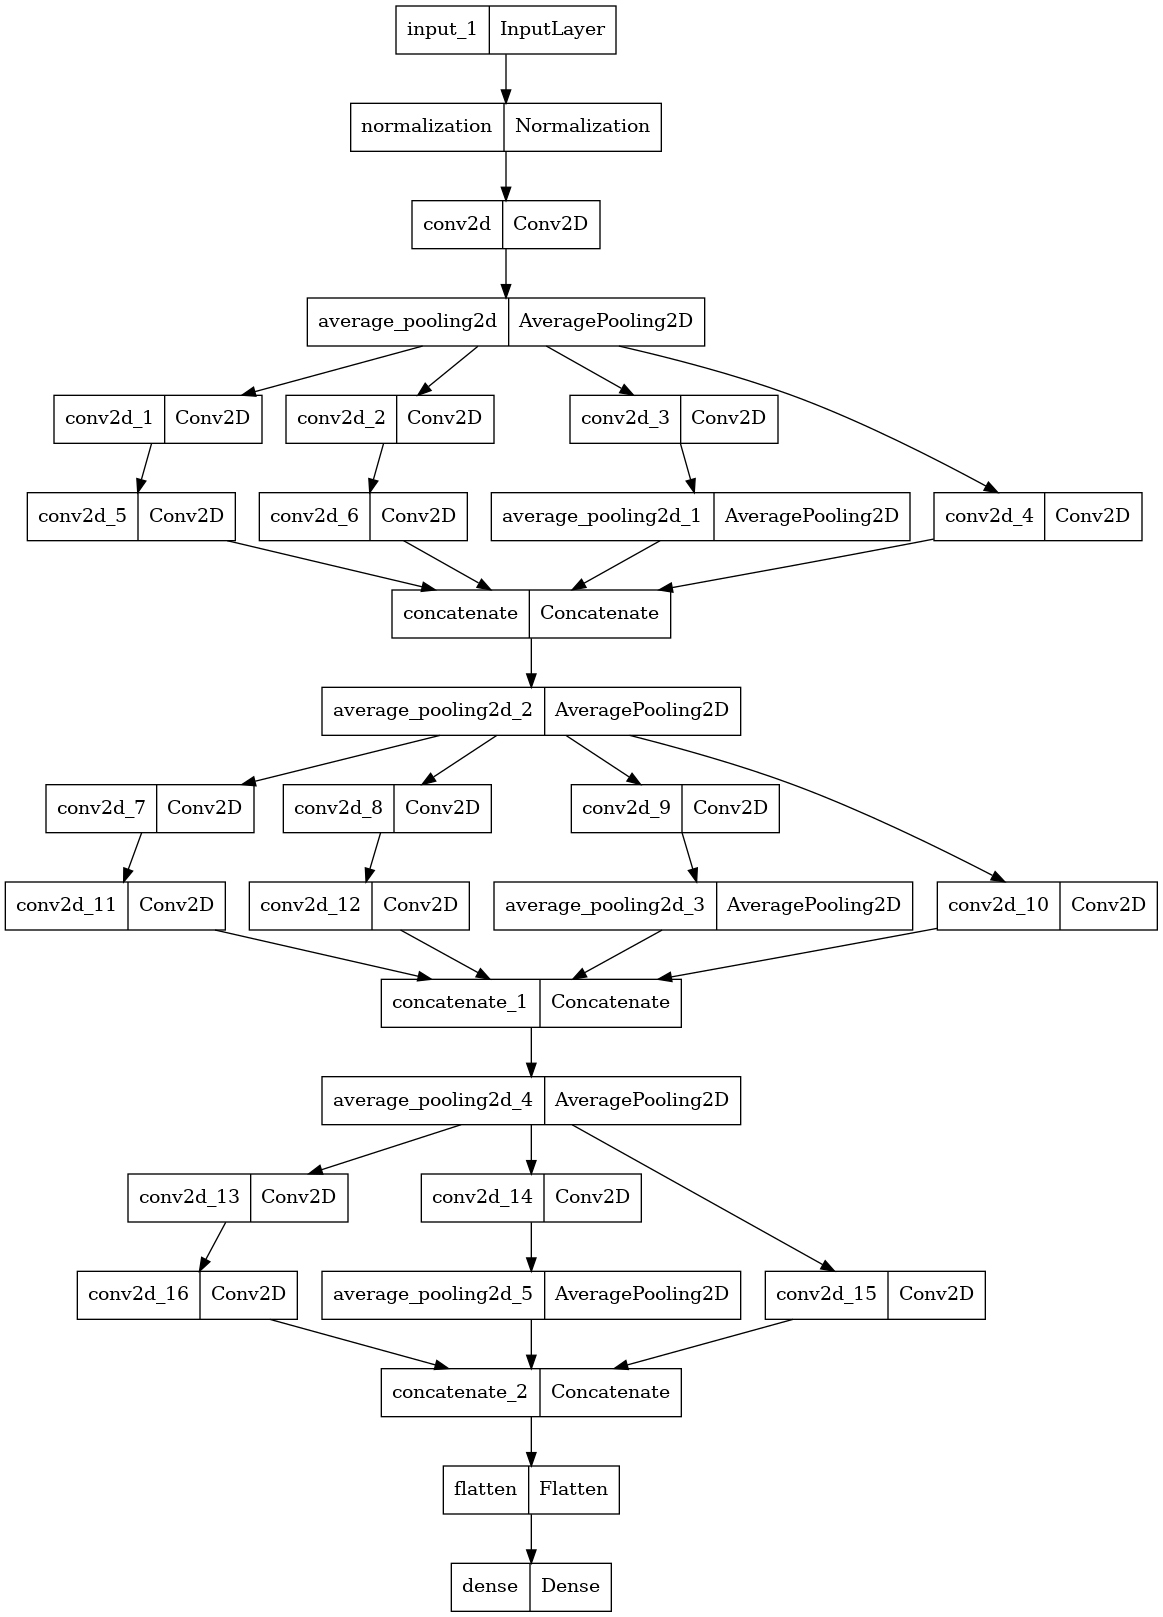 input_1 InputLayer
normalization Normalization
conv2d Conv2D
average_pooling2d AveragePooling2D
conv2d_1 Conv2D conv2d_2 Conv2D conv2d_3 Conv2D
conv2d_5 Conv2D conv2d_6 Conv2D average_pooling2d_1 AveragePooling2D conv2d_4 Conv2D
concatenate Concatenate
average_pooling2d_2 AveragePooling2D
conv2d_7 Conv2D conv2d_8 Conv2D conv2d_9 Conv2D
conv2d_11 Conv2D conv2d_12 Conv2D average_pooling2d_3 AveragePooling2D conv2d_10 Conv2D
concatenate_1 Concatenate
average_pooling2d_4 AveragePooling2D
conv2d_13 Conv2D conv2d_14 Conv2D
conv2d_16 Conv2D average_pooling2d_5 AveragePooling2D conv2d_15 Conv2D
concatenate_2 Concatenate
flatten Flatten
dense Dense